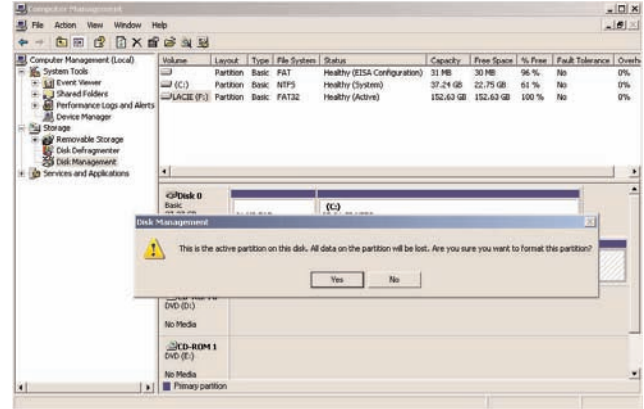 Computer Management
File Action View Window Help
Computer Management (Local)
System Tools
Event Viewer
Shared Folders
Performance Logs and Alerts
Device Manager
Storage
Removable Storage
Disk Defragmenter
Disk Management
Services and Applications
Volume Layout Type File System Status Capacity Free Space % Free Fault Tolerance Overh
Partition Basic FAT Healthy (EISA Configuration) 31 MB 30 MB 96 % No 0%
(C:) Partition Basic NTFS Healthy (System) 37.24 GB 22.75 GB 61 % No 0%
LACIE (F:) Partition Basic FAT32 Healthy (Active) 152.63 GB 152.63 GB 100 % No 0%
Disk 0
Basic
(C:)
Disk Management
This is the active partition on this disk. All data on the partition will be lost. Are you sure you want to format this partition?
Yes No
DVD (D:)
No Media
CD-ROM 1
DVD (E:)
No Media
Primary partition